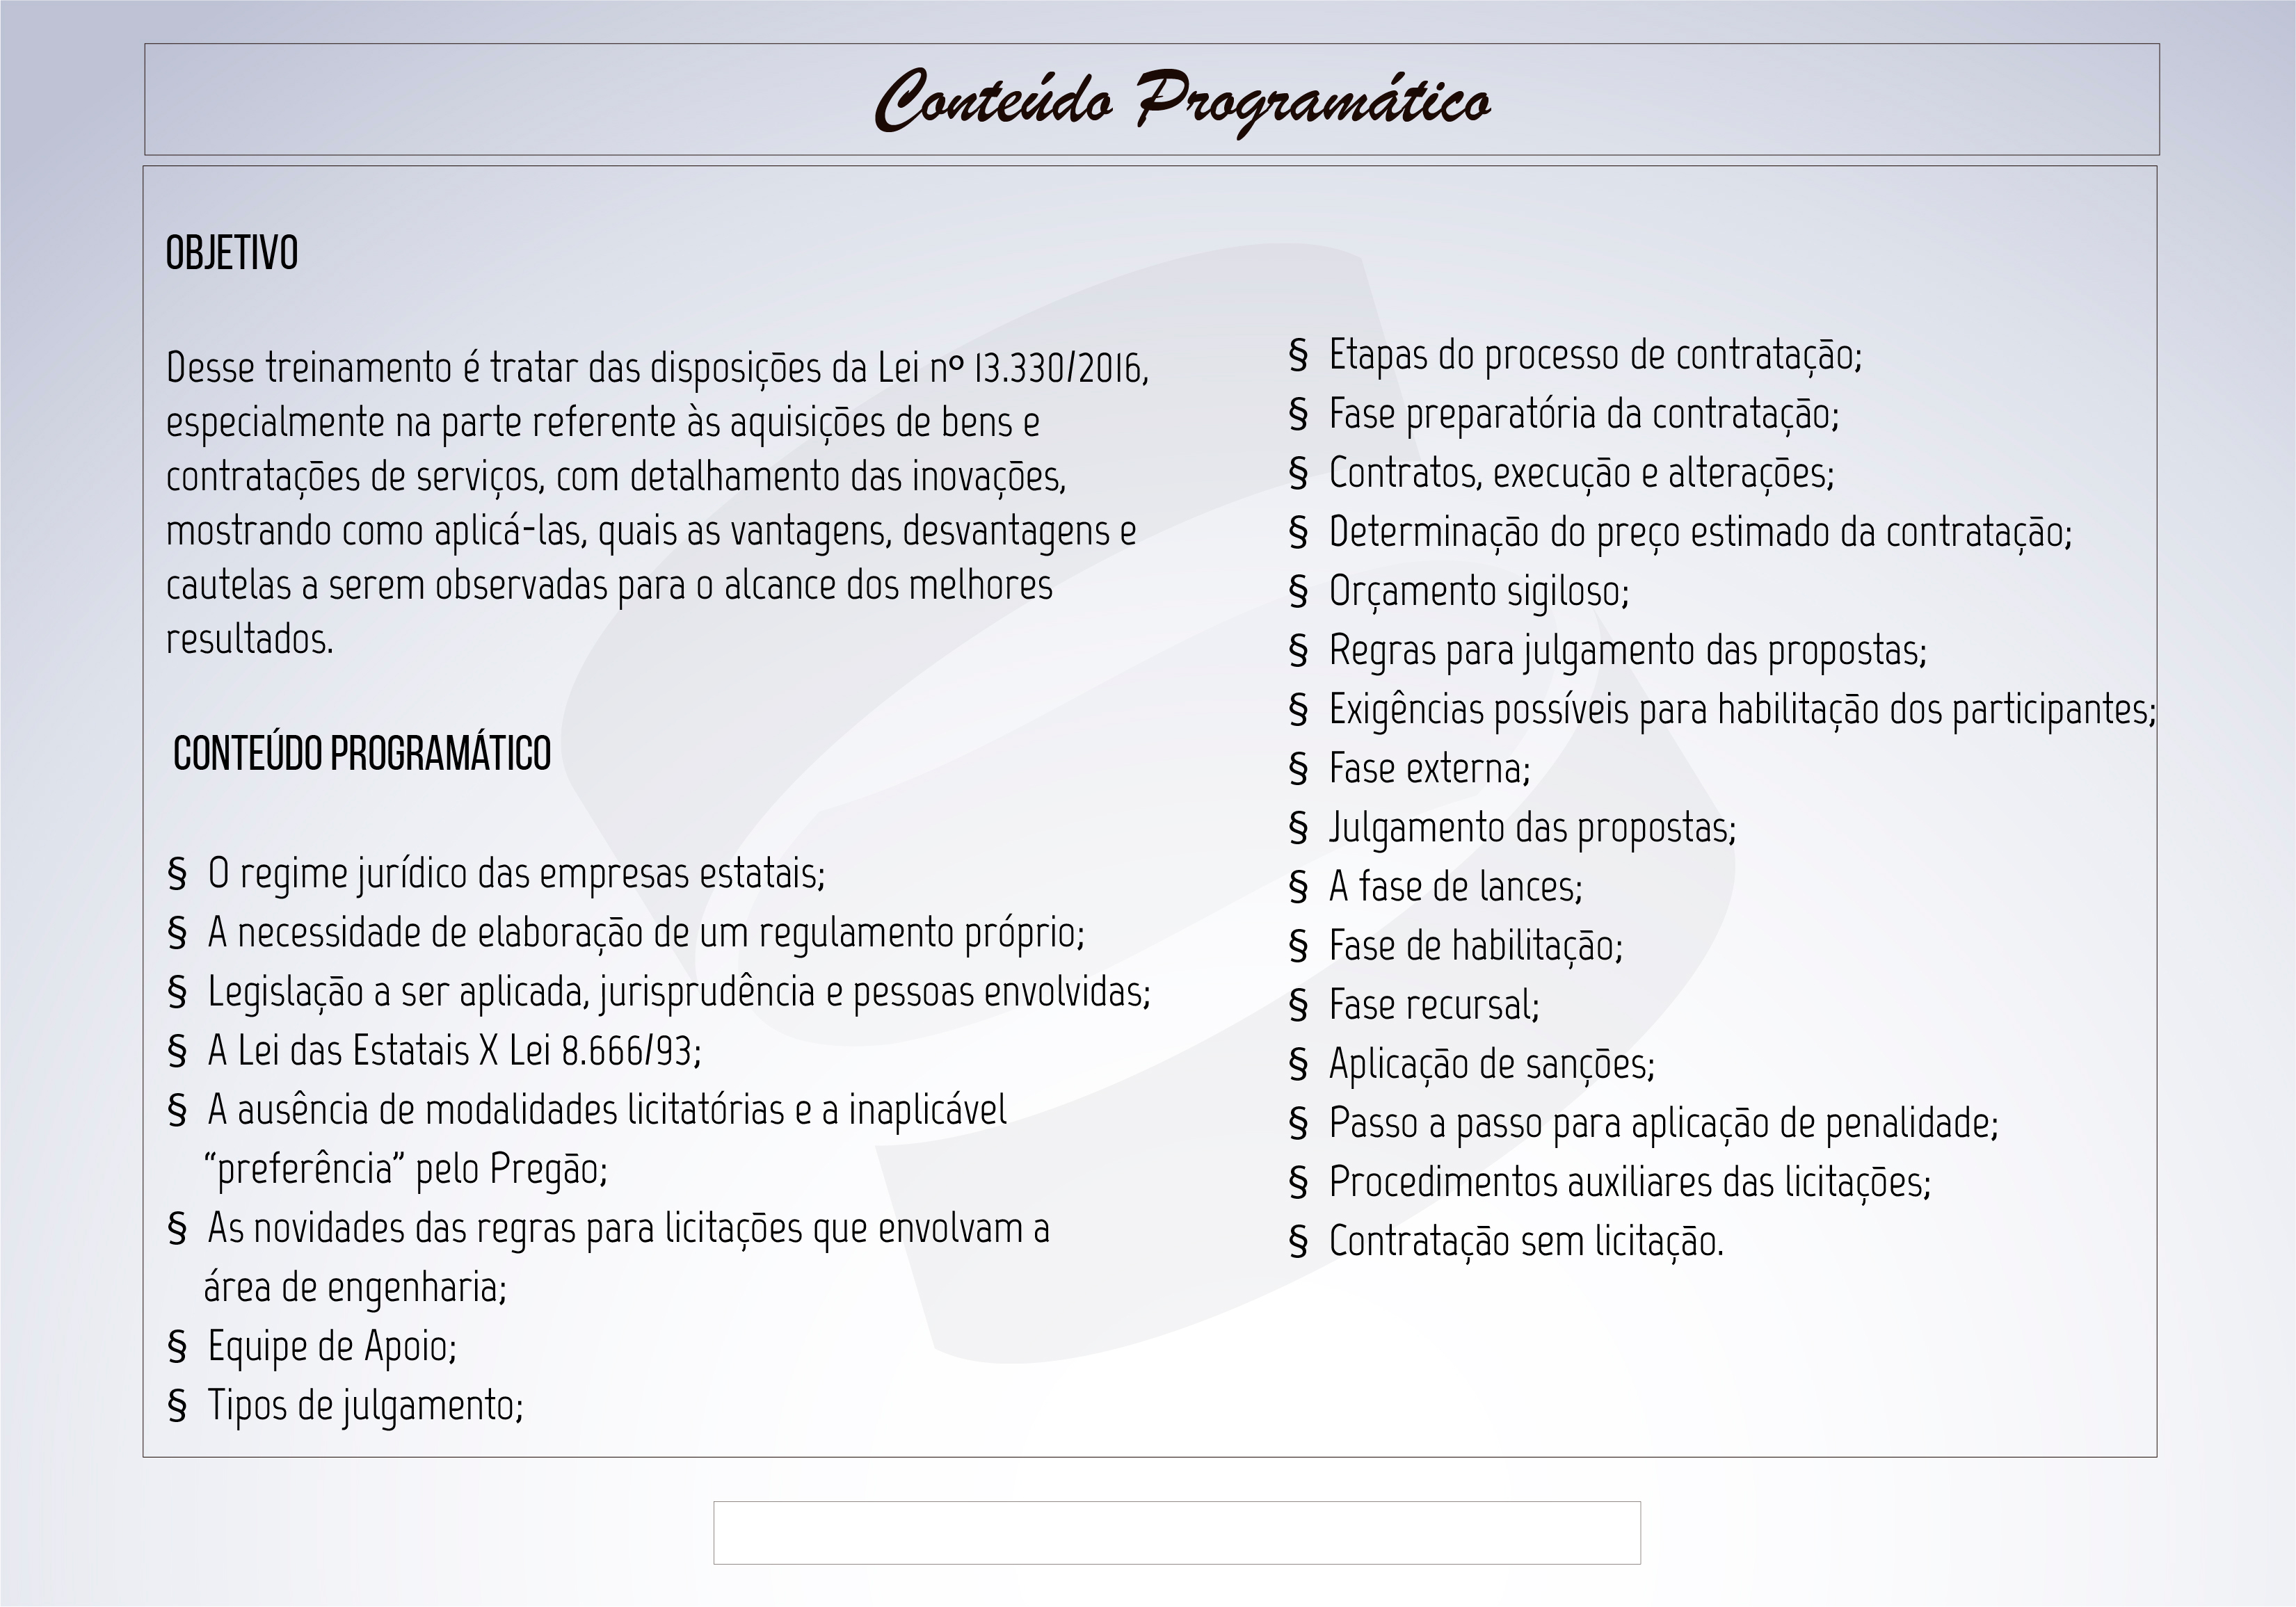 Conteúdo Programático
OBJETIVO
Desse treinamento é tratar das disposições da Lei nº 13.330/2016,
especialmente na parte referente às aquisições de bens e
contratações de serviços, com detalhamento das inovações,
mostrando como aplicá-las, quais as vantagens, desvantagens e
cautelas a serem observadas para o alcance dos melhores
resultados.
CONTEÚDO PROGRAMÁTICO
§ O regime jurídico das empresas estatais;
§ A necessidade de elaboração de um regulamento próprio;
§ Legislação a ser aplicada, jurisprudência e pessoas envolvidas;
§ A Lei das Estatais X Lei 8.666/93;
§ A ausência de modalidades licitatórias e a inaplicável
“preferência” pelo Pregão;
§ As novidades das regras para licitações que envolvam a
área de engenharia;
§ Equipe de Apoio;
§ Tipos de julgamento;
§ Etapas do processo de contratação;
§ Fase preparatória da contratação;
§ Contratos, execução e alterações;
§ Determinação do preço estimado da contratação;
§ Orçamento sigiloso;
§ Regras para julgamento das propostas;
§ Exigências possíveis para habilitação dos participantes;
§ Fase externa;
§ Julgamento das propostas;
§ A fase de lances;
§ Fase de habilitação;
§ Fase recursal;
§ Aplicação de sanções;
§ Passo a passo para aplicação de penalidade;
§ Procedimentos auxiliares das licitações;
§ Contratação sem licitação.